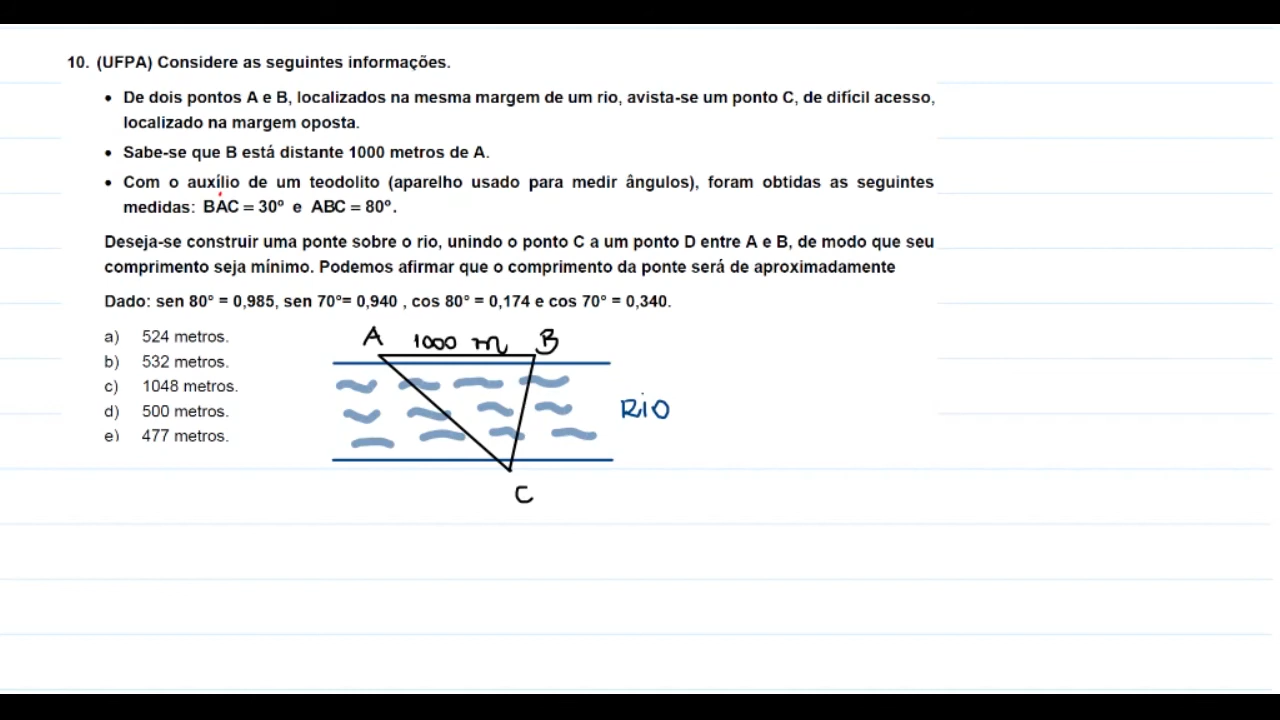 10. (UFPA) Considere as seguintes informações.
• De dois pontos A e B, localizados na mesma margem de um rio, avista-se um ponto C, de difícil acesso,
localizado na margem oposta.
• Sabe-se que B está distante 1000 metros de A.
• Com o auxílio de um teodolito (aparelho usado para medir ângulos), foram obtidas as seguintes
medidas: BAC = 30º e ABC = 80º.
Deseja-se construir uma ponte sobre o rio, unindo o ponto C a um ponto D entre A e B, de modo que seu
comprimento seja mínimo. Podemos afirmar que o comprimento da ponte será de aproximadamente
Dado: sen 80° = 0,985, sen 70°= 0,940 , cos 80° = 0,174 e cos 70° = 0,340.
a) 524 metros.
b) 532 metros.
c) 1048 metros.
d) 500 metros.
e) 477 metros.
A 1000 m B
RIO
C